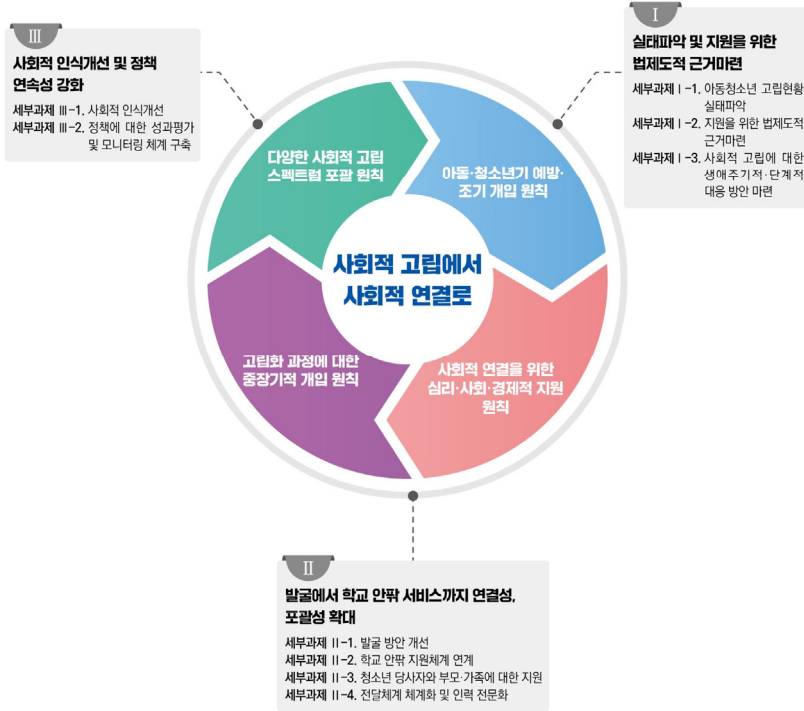 Ⅲ
사회적 인식개선 및 정책
연속성 강화
세부과제 Ⅲ-1. 사회적 인식개선
세부과제 Ⅲ-2. 정책에 대한 성과평가
및 모니터링 체계 구축
Ⅰ
실태파악 및 지원을 위한
법제도적 근거마련
세부과제 Ⅰ-1. 아동청소년 고립현황
실태파악
세부과제 Ⅰ-2. 지원을 위한 법제도적
근거마련
세부과제 Ⅰ-3. 사회적 고립에 대한
생애주기적·단계적
대응 방안 마련
다양한 사회적 고립
스펙트럼 포괄 원칙
아동·청소년기 예방·
조기 개입 원칙
사회적 고립에서
사회적 연결로
고립화 과정에 대한
중장기적 개입 원칙
사회적 연결을 위한
심리·사회·경제적 지원
원칙
Ⅱ
발굴에서 학교 안팎 서비스까지 연결성,
포괄성 확대
세부과제 Ⅱ-1. 발굴 방안 개선
세부과제 Ⅱ-2. 학교 안팎 지원체계 연계
세부과제 Ⅱ-3. 청소년 당사자와 부모·가족에 대한 지원
세부과제 Ⅱ-4. 전달체계 체계화 및 인력 전문화